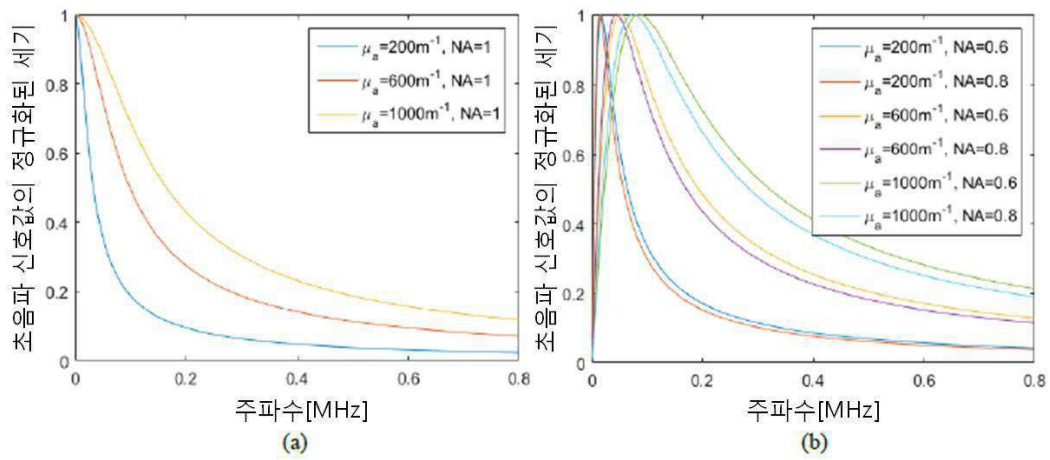 초음파 신호값의 정규화된 세기
1
0.8
0.6
0.4
0.2
0
μa=200m-1, NA=1
μa=600m-1, NA=1
μa=1000m-1, NA=1
0 0.2 0.4 0.6 0.8
주파수[MHz]
(a)
초음파 신호값의 정규화된 세기
1
0.8
0.6
0.4
0.2
0
μa=200m-1, NA=0.6
μa=200m-1, NA=0.8
μa=600m-1, NA=0.6
μa=600m-1, NA=0.8
μa=1000m-1, NA=0.6
μa=1000m-1, NA=0.8
0 0.2 0.4 0.6 0.8
주파수[MHz]
(b)